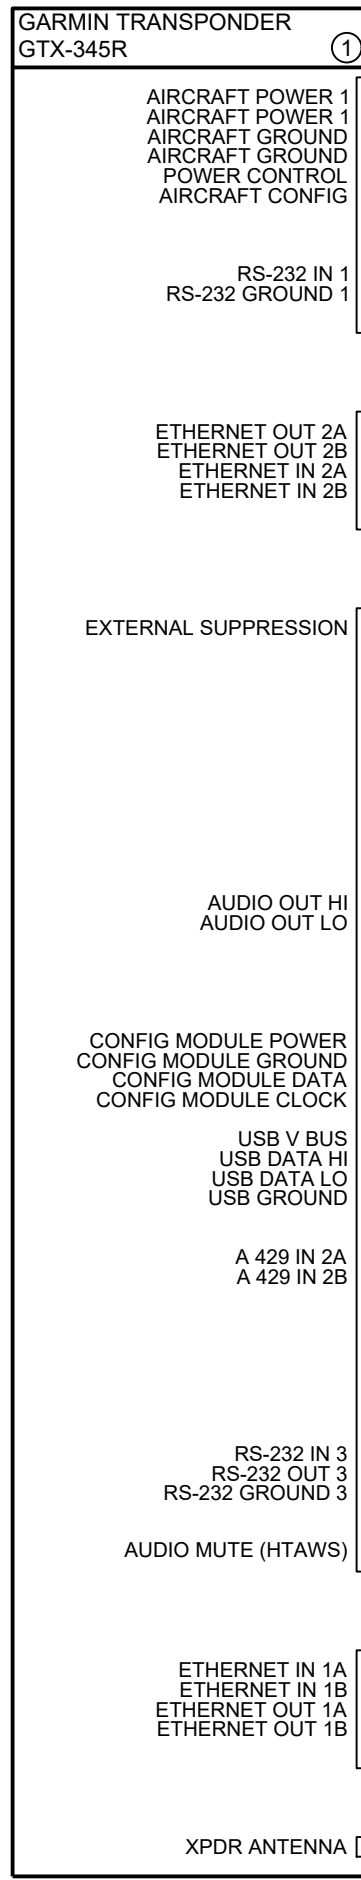 GARMIN TRANSPONDER
GTX-345R 1
AIRCRAFT POWER 1
AIRCRAFT POWER 1
AIRCRAFT GROUND
AIRCRAFT GROUND
POWER CONTROL
AIRCRAFT CONFIG
RS-232 IN 1
RS-232 GROUND 1
ETHERNET OUT 2A
ETHERNET OUT 2B
ETHERNET IN 2A
ETHERNET IN 2B
EXTERNAL SUPPRESSION
AUDIO OUT HI
AUDIO OUT LO
CONFIG MODULE POWER
CONFIG MODULE GROUND
CONFIG MODULE DATA
CONFIG MODULE CLOCK
USB V BUS
USB DATA HI
USB DATA LO
USB GROUND
A 429 IN 2A
A 429 IN 2B
RS-232 IN 3
RS-232 OUT 3
RS-232 GROUND 3
AUDIO MUTE (HTAWS)
ETHERNET IN 1A
ETHERNET IN 1B
ETHERNET OUT 1A
ETHERNET OUT 1B
XPDR ANTENNA